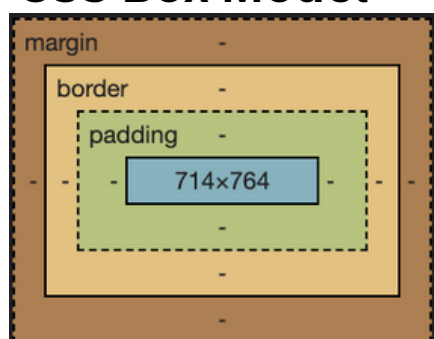 CSS Box Model
margin -
border -
padding -
- - - 714×764 - - -
-
-
-